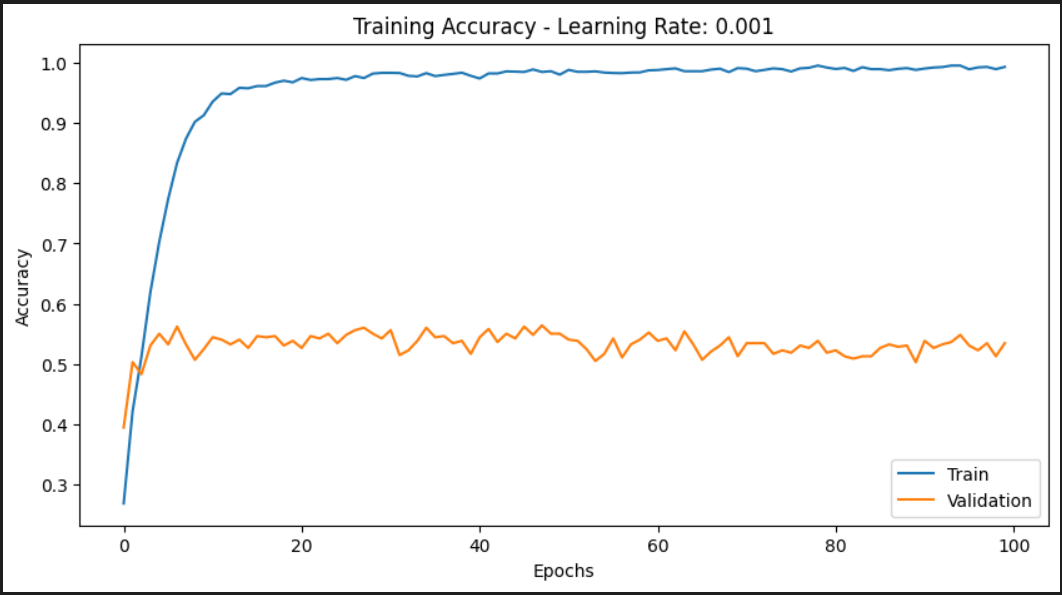 Training Accuracy - Learning Rate: 0.001
1.0
0.9
0.8
0.7
0.6
0.5
0.4
0.3
Accuracy
0 20 40 60 80 100
Epochs
Train
Validation